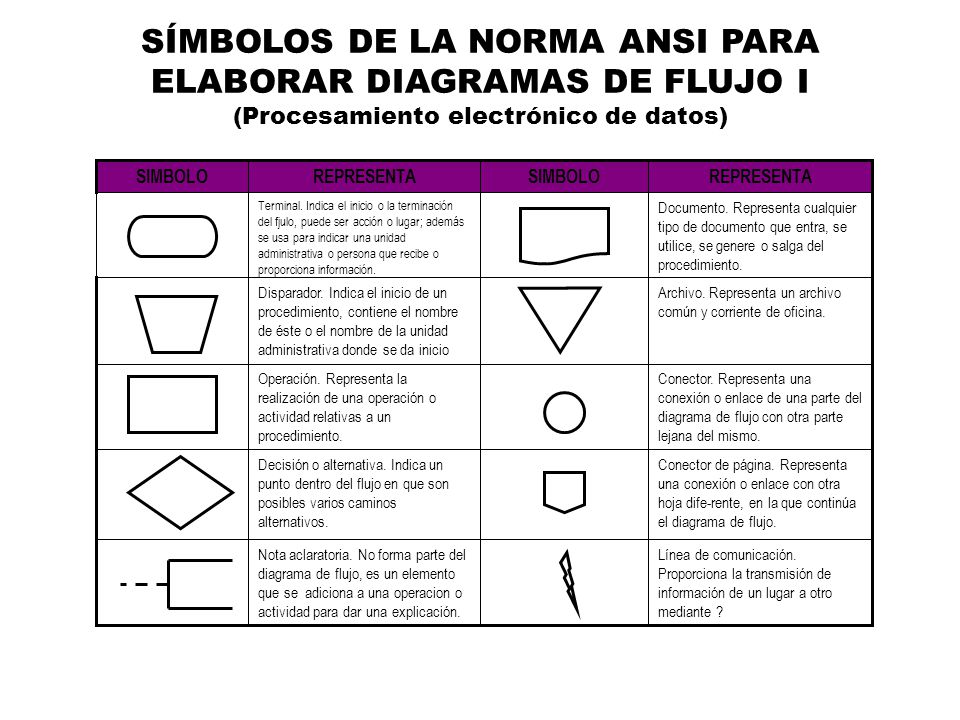 SÍMBOLOS DE LA NORMA ANSI PARA
ELABORAR DIAGRAMAS DE FLUJO I
(Procesamiento electrónico de datos)
SIMBOLO REPRESENTA SIMBOLO REPRESENTA
Terminal. Indica el inicio o la terminación
del fjulo, puede ser acción o lugar; además
se usa para indicar una unidad
administrativa o persona que recibe o
proporciona información.
Documento. Representa cualquier
tipo de documento que entra, se
utilice, se genere o salga del
procedimiento.
Disparador. Indica el inicio de un
procedimiento, contiene el nombre
de éste o el nombre de la unidad
administrativa donde se da inicio
Archivo. Representa un archivo
común y corriente de oficina.
Operación. Representa la
realización de una operación o
actividad relativas a un
procedimiento.
Conector. Representa una
conexión o enlace de una parte del
diagrama de flujo con otra parte
lejana del mismo.
Decisión o alternativa. Indica un
punto dentro del flujo en que son
posibles varios caminos
alternativos.
Conector de página. Representa
una conexión o enlace con otra
hoja dife-rente, en la que continúa
el diagrama de flujo.
Nota aclaratoria. No forma parte del
diagrama de flujo, es un elemento
que se adiciona a una operacion o
actividad para dar una explicación.
Línea de comunicación.
Proporciona la transmisión de
información de un lugar a otro
mediante ?